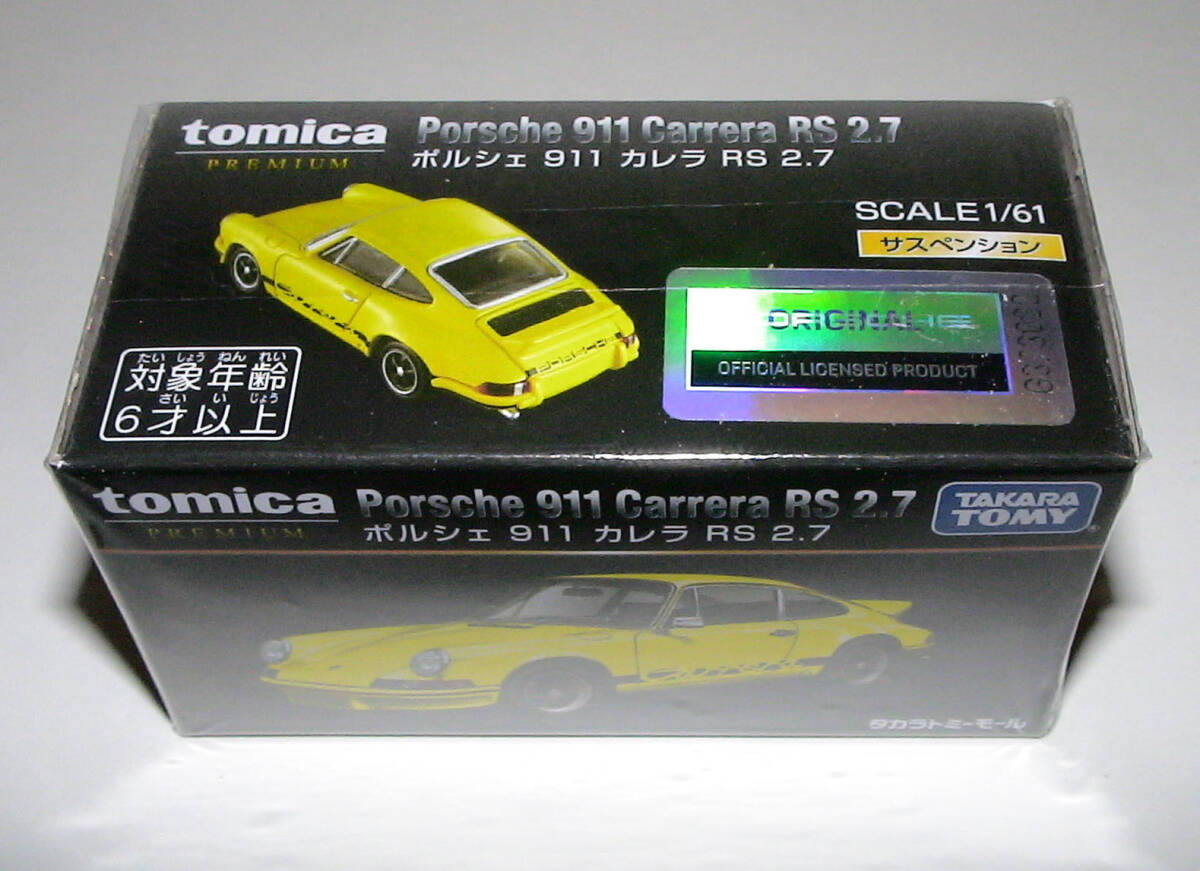 tomica
PREMIUM
Porsche 911 Carrera RS 2.7
ポルシェ 911 カレラ RS 2.7
SCALE 1/61
サスペンション
ORIGINAL
OFFICIAL LICENSED PRODUCT
たい しょう ねん れい
対象年齢
さい い じょう
6才以上
Carrera
PORSCHE
tomica
PREMIUM
Porsche 911 Carrera RS 2.7
ポルシェ 911 カレラ RS 2.7
TAKARA
TOMY
Carrera
タカラトミーモール